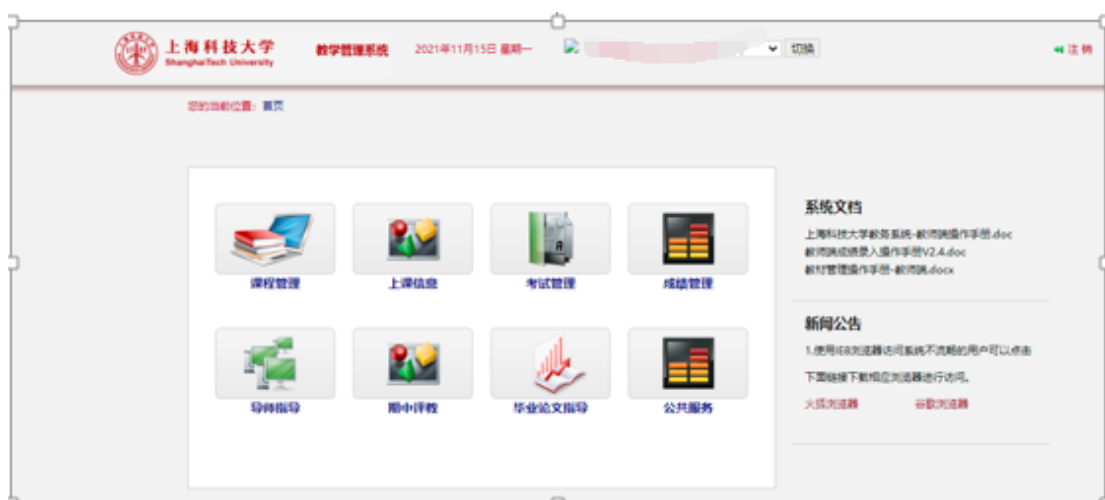 上海科技大学
ShanghaiTech University
教学管理系统
2021年11月15日 星期一
切换
注销
您的当前位置：首页
课程管理
上课信息
考试管理
成绩管理
导师指导
期中评教
毕业论文指导
公共服务
系统文档
上海科技大学教务系统-教师端操作手册.doc
教师端成绩录入操作手册V2.4.doc
教材管理操作手册-教师端.docx
新闻公告
1.使用IE8浏览器访问系统不流畅的用户可以点击
下面链接下载相应浏览器进行访问。
火狐浏览器
谷歌浏览器